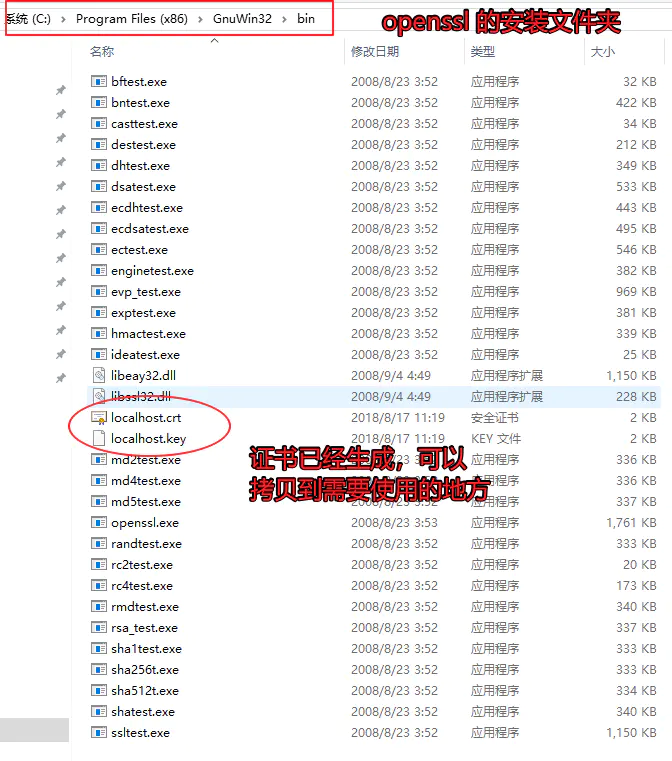 系统 (C:) › Program Files (x86) › GnuWin32 › bin
openssl 的安装文件夹
名称 修改日期 类型 大小
bftest.exe 2008/8/23 3:52 应用程序 32 KB
bntest.exe 2008/8/23 3:52 应用程序 422 KB
casttest.exe 2008/8/23 3:52 应用程序 34 KB
destest.exe 2008/8/23 3:52 应用程序 212 KB
dhtest.exe 2008/8/23 3:52 应用程序 349 KB
dsatest.exe 2008/8/23 3:52 应用程序 533 KB
ecdhtest.exe 2008/8/23 3:52 应用程序 443 KB
ecdsatest.exe 2008/8/23 3:52 应用程序 495 KB
ectest.exe 2008/8/23 3:52 应用程序 546 KB
enginetest.exe 2008/8/23 3:52 应用程序 382 KB
evp_test.exe 2008/8/23 3:52 应用程序 969 KB
exptest.exe 2008/8/23 3:52 应用程序 381 KB
hmactest.exe 2008/8/23 3:52 应用程序 339 KB
ideatest.exe 2008/8/23 3:52 应用程序 25 KB
libeay32.dll 2008/9/4 4:49 应用程序扩展 1,150 KB
libssl32.dll 2008/9/4 4:49 应用程序扩展 228 KB
localhost.crt 2018/8/17 11:19 安全证书 2 KB
localhost.key 2018/8/17 11:19 KEY 文件 2 KB
证书已经生成，可以
拷贝到需要使用的地方
md2test.exe 2008/8/23 3:52 应用程序 336 KB
md4test.exe 2008/8/23 3:52 应用程序 336 KB
md5test.exe 2008/8/23 3:52 应用程序 337 KB
openssl.exe 2008/8/23 3:53 应用程序 1,761 KB
randtest.exe 2008/8/23 3:52 应用程序 333 KB
rc2test.exe 2008/8/23 3:52 应用程序 20 KB
rc4test.exe 2008/8/23 3:52 应用程序 173 KB
rmdtest.exe 2008/8/23 3:52 应用程序 340 KB
rsa_test.exe 2008/8/23 3:52 应用程序 337 KB
sha1test.exe 2008/8/23 3:52 应用程序 333 KB
sha256t.exe 2008/8/23 3:52 应用程序 333 KB
sha512t.exe 2008/8/23 3:52 应用程序 334 KB
shatest.exe 2008/8/23 3:52 应用程序 340 KB
ssltest.exe 2008/8/23 3:52 应用程序 1,150 KB